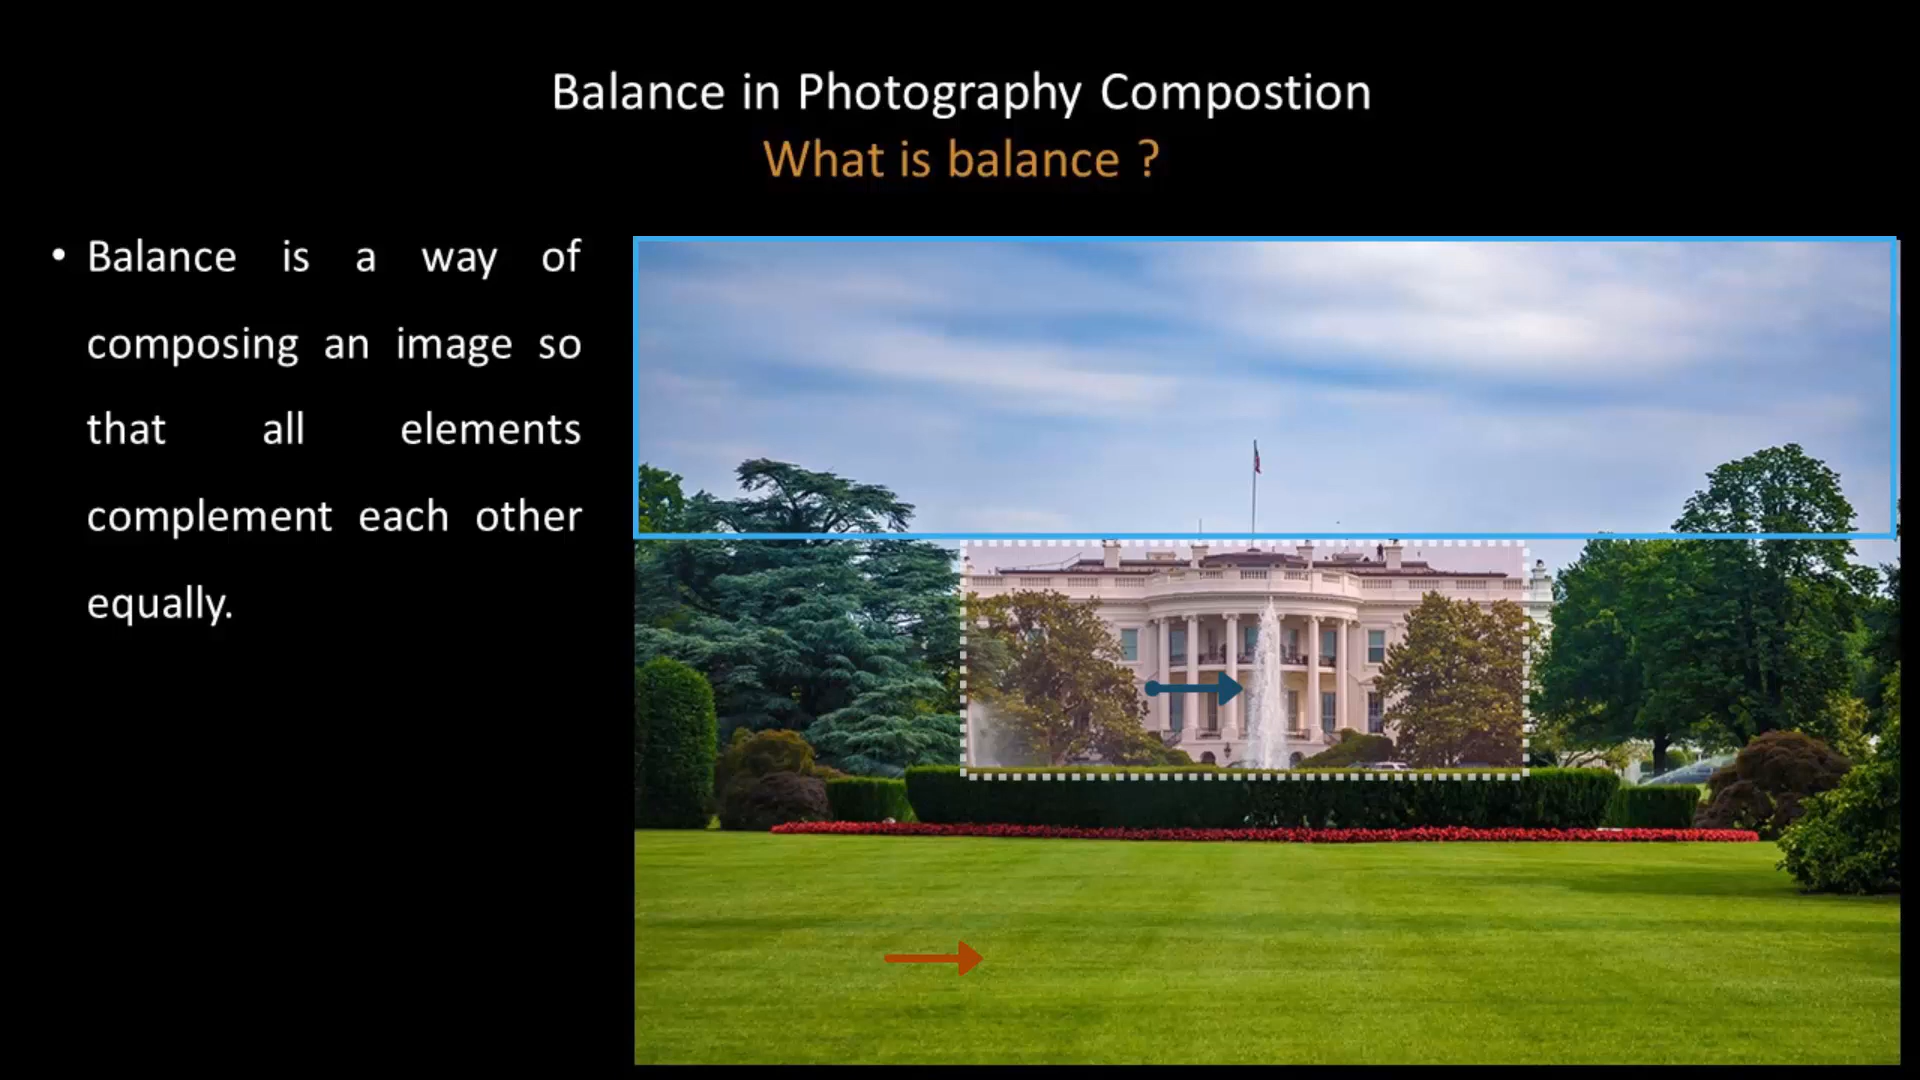 Balance in Photography Compostion
What is balance ?
• Balance is a way of
composing an image so
that all elements
complement each other
equally.